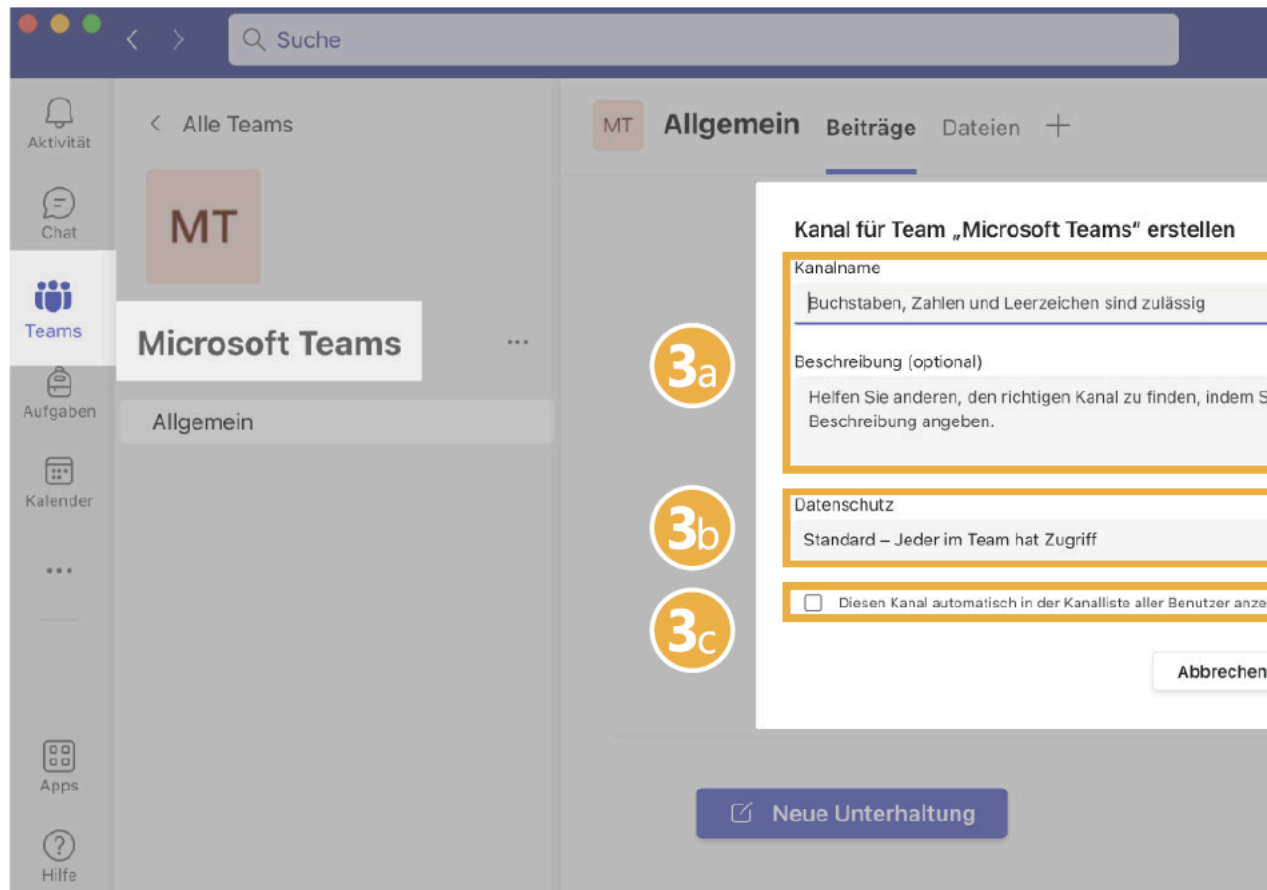 Suche
Aktivität
Chat
Teams
Aufgaben
Kalender
Apps
Hilfe
Alle Teams
MT
Microsoft Teams
Allgemein
MT Allgemein Beiträge Dateien
Kanal für Team „Microsoft Teams“ erstellen
3a
Kanalname
Buchstaben, Zahlen und Leerzeichen sind zulässig
Beschreibung (optional)
Helfen Sie anderen, den richtigen Kanal zu finden, indem S
Beschreibung angeben.
3b
Datenschutz
Standard – Jeder im Team hat Zugriff
3c
Diesen Kanal automatisch in der Kanalliste aller Benutzer anze
Abbrechen
Neue Unterhaltung